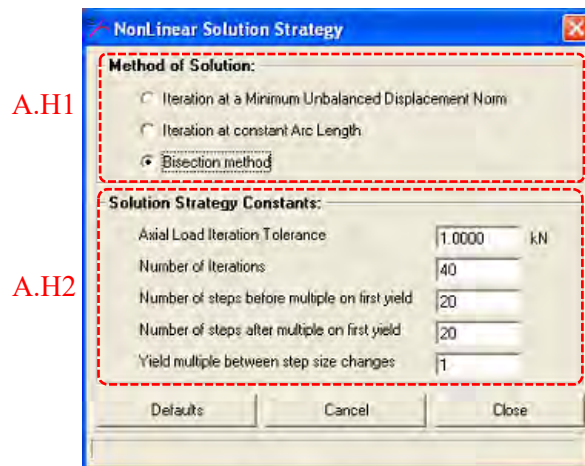 NonLinear Solution Strategy
Method of Solution:
A.H1
Iteration at a Minimum Unbalanced Displacement Norm
Iteration at constant Arc Length
Bisection method
Solution Strategy Constants:
A.H2
Axial Load Iteration Tolerance 1.0000 kN
Number of Iterations 40
Number of steps before multiple on first yield 20
Number of steps after multiple on first yield 20
Yield multiple between step size changes 1
Defaults Cancel Close